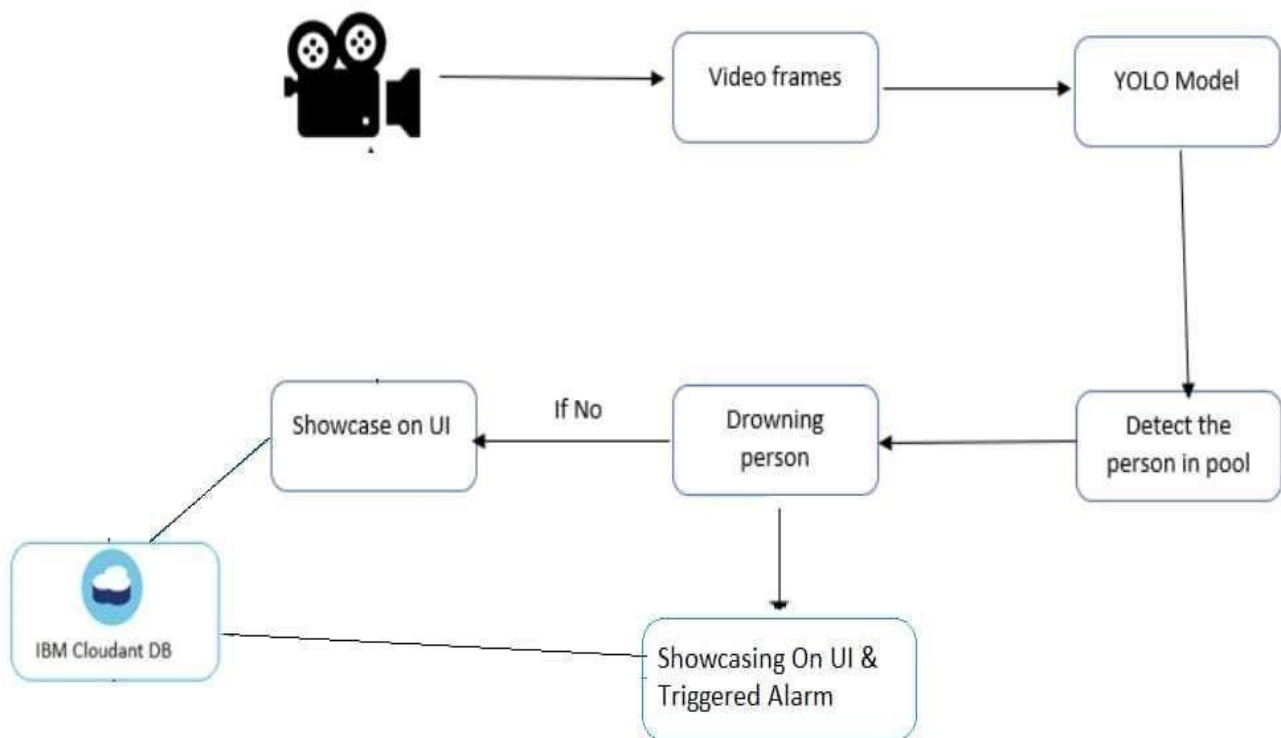 Video frames
YOLO Model
Detect the
person in pool
Drowning
person
If No
Showcase on UI
IBM Cloudant DB
Showcasing On UI &
Triggered Alarm